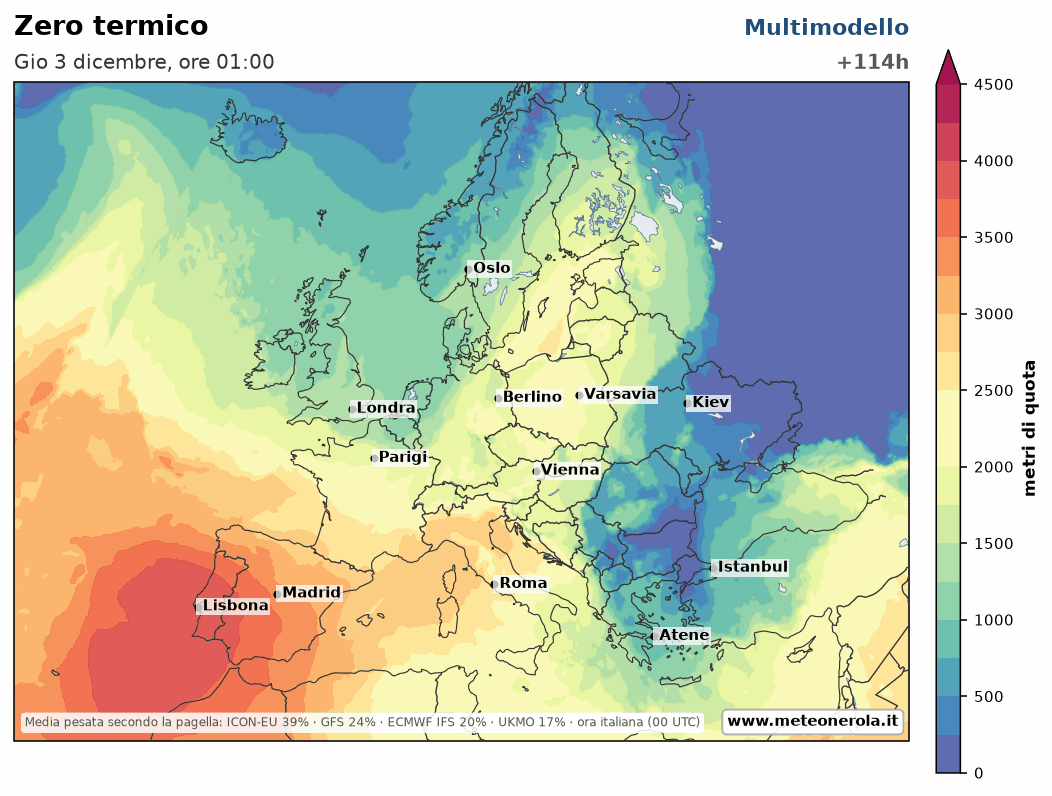 Zero termico
Multimodello
Gio 3 dicembre, ore 01:00
+114h
Oslo
Berlino
Varsavia
Kiev
Londra
Parigi
Vienna
Istanbul
Roma
Madrid
Lisbona
Atene
Media pesata secondo la pagella: ICON-EU 39% · GFS 24% · ECMWF IFS 20% · UKMO 17% · ora italiana (00 UTC)
www.meteonerola.it
4500
4000
3500
3000
2500
2000
1500
1000
500
0
metri di quota